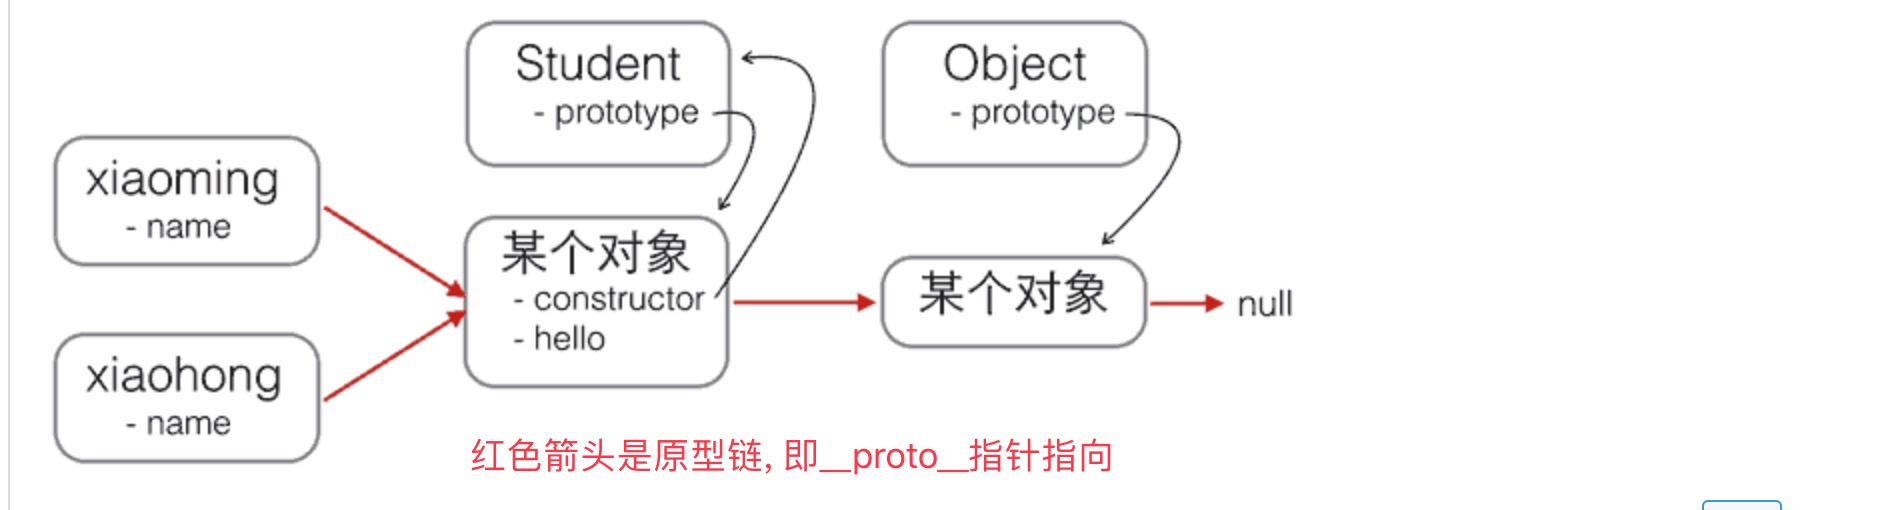 Student
- prototype
Object
- prototype
xiaoming
- name
某个对象
- constructor
- hello
某个对象
null
xiaohong
- name
红色箭头是原型链, 即__proto__指针指向